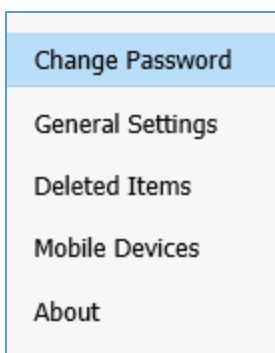 Change Password
General Settings
Deleted Items
Mobile Devices
About